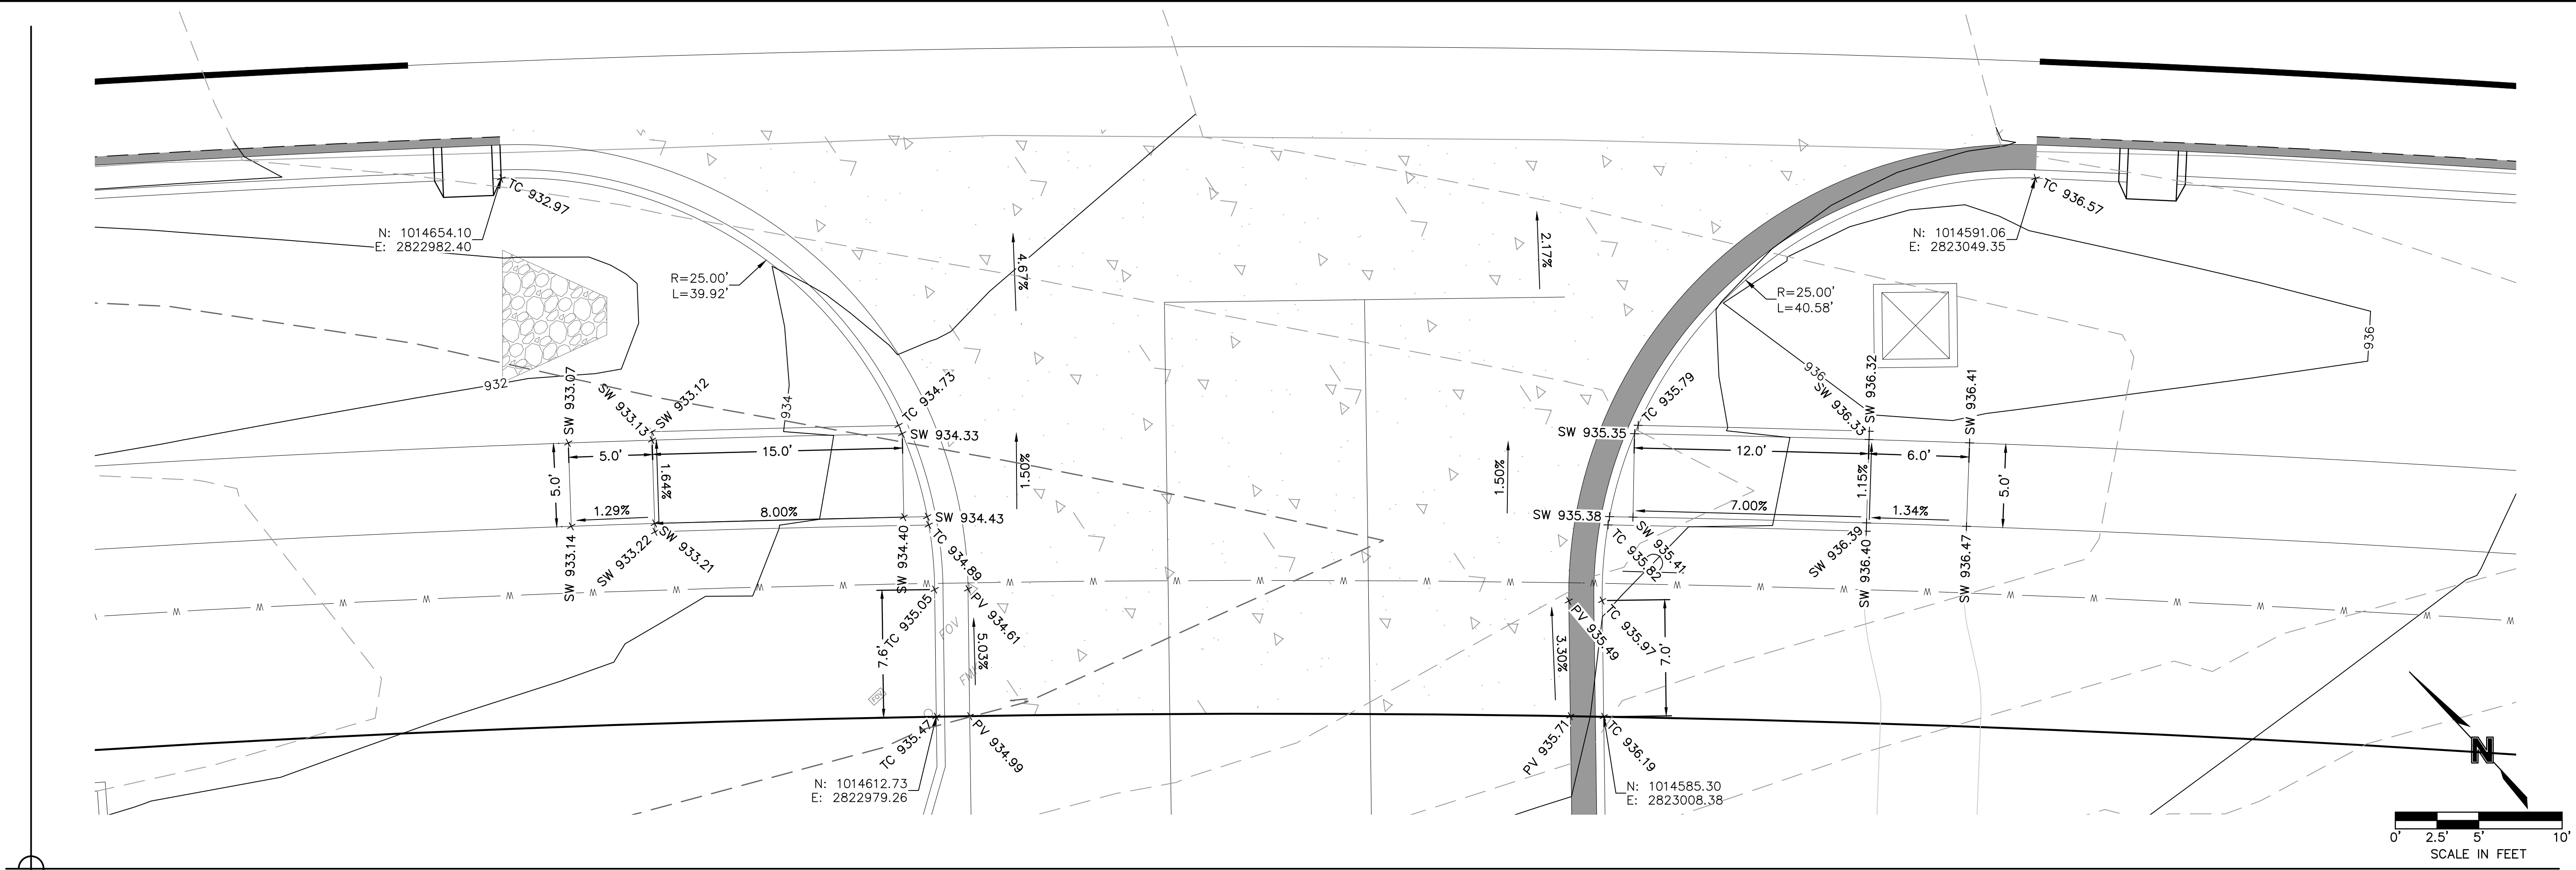 TC 932.97
N: 1014654.10
E: 2822982.40
R=25.00'
L=39.92'
932
934
SW 933.07
SW 933.13
SW 933.12
TC 934.73
SW 934.33
5.0'
15.0'
5.0'
1.64%
1.29%
8.00%
SW 934.43
SW 933.14
SW 933.22
SW 933.21
SW 934.40
TC 934.89
TC 935.05
PV 934.61
FOV
5.03%
7.6'
FOV
TC 935.47
PV 934.99
N: 1014612.73
E: 2822979.26
4.67%
1.50%
2.17%
1.50%
TC 936.57
N: 1014591.06
E: 2823049.35
R=25.00'
L=40.58'
936
936
TC 935.79
SW 935.35
SW 936.33
SW 936.32
SW 936.41
12.0'
6.0'
5.0'
1.15%
7.00%
1.34%
SW 935.38
SW 935.41
TC 935.82
SW 936.39
SW 936.40
SW 936.47
PV 935.49
TC 935.97
3.30%
7.0'
PV 935.71
TC 936.19
N: 1014585.30
E: 2823008.38
W W W W W W W W W W W W W W W W W W W W W W W W W W W W W
N
0' 2.5' 5' 10'
SCALE IN FEET